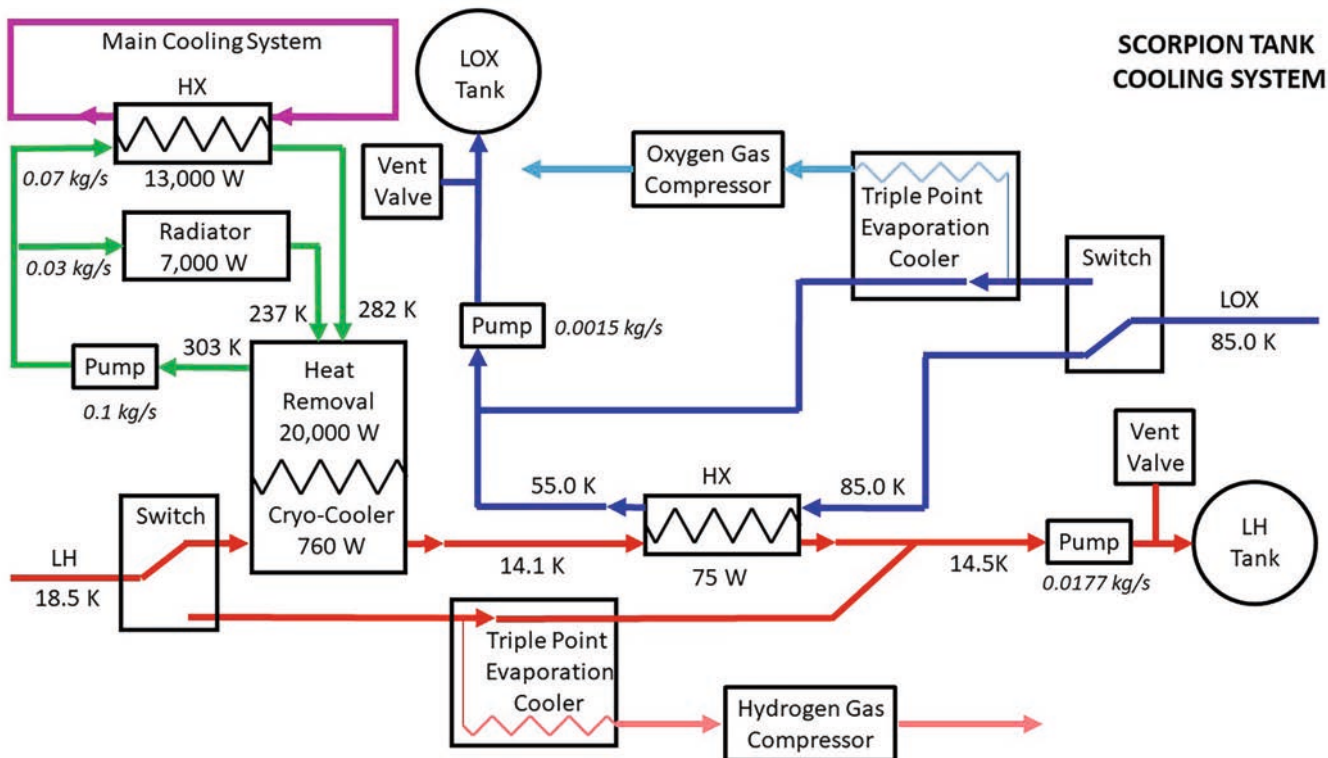 SCORPION TANK
COOLING SYSTEM
Main Cooling System
HX
13,000 W
0.07 kg/s
Radiator
7,000 W
0.03 kg/s
237 K
282 K
303 K
Pump
0.1 kg/s
Heat
Removal
20,000 W
Cryo-Cooler
760 W
Switch
LH
18.5 K
LOX
Tank
Vent
Valve
Pump
0.0015 kg/s
Oxygen Gas
Compressor
Triple Point
Evaporation
Cooler
Switch
LOX
85.0 K
55.0 K
HX
85.0 K
75 W
14.1 K
14.5K
Pump
0.0177 kg/s
Vent
Valve
LH
Tank
Triple Point
Evaporation
Cooler
Hydrogen Gas
Compressor